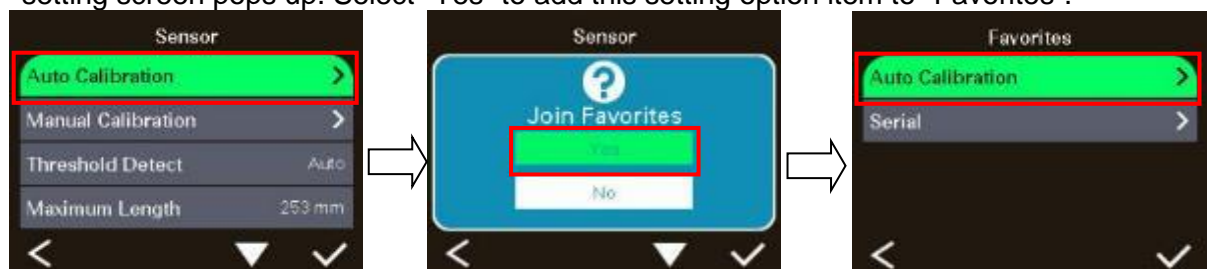 setting screen pops up. Select "Yes" to add this setting option item to "Favorites".
Sensor
Auto Calibration
Manual Calibration
Threshold Detect Auto
Maximum Length 253 mm
Sensor
Join Favorites
Yes
No
Favorites
Auto Calibration
Serial